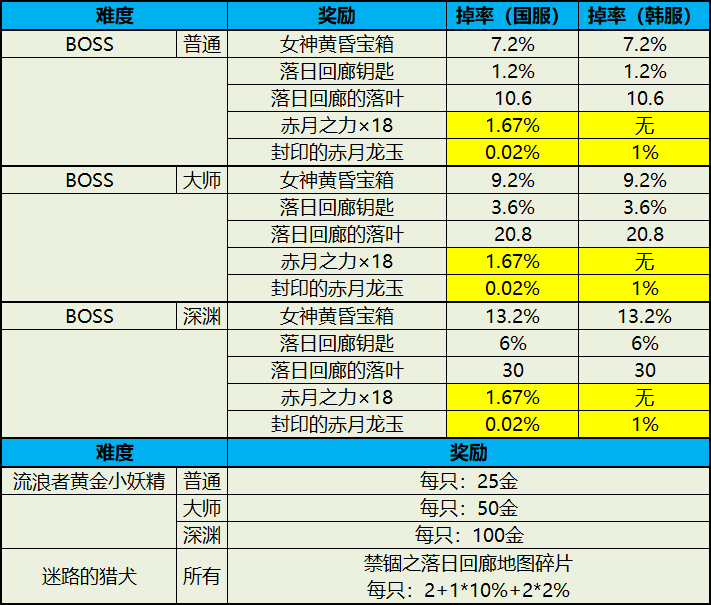 难度 奖励 掉率（国服） 掉率（韩服）
BOSS 普通 女神黄昏宝箱 7.2% 7.2%
落日回廊钥匙 1.2% 1.2%
落日回廊的落叶 10.6 10.6
赤月之力×18 1.67% 无
封印的赤月龙玉 0.02% 1%
BOSS 大师 女神黄昏宝箱 9.2% 9.2%
落日回廊钥匙 3.6% 3.6%
落日回廊的落叶 20.8 20.8
赤月之力×18 1.67% 无
封印的赤月龙玉 0.02% 1%
BOSS 深渊 女神黄昏宝箱 13.2% 13.2%
落日回廊钥匙 6% 6%
落日回廊的落叶 30 30
赤月之力×18 1.67% 无
封印的赤月龙玉 0.02% 1%
难度 奖励
流浪者黄金小妖精 普通 每只：25金
大师 每只：50金
深渊 每只：100金
迷路的猎犬 所有 禁锢之落日回廊地图碎片
每只：2+1*10%+2*2%